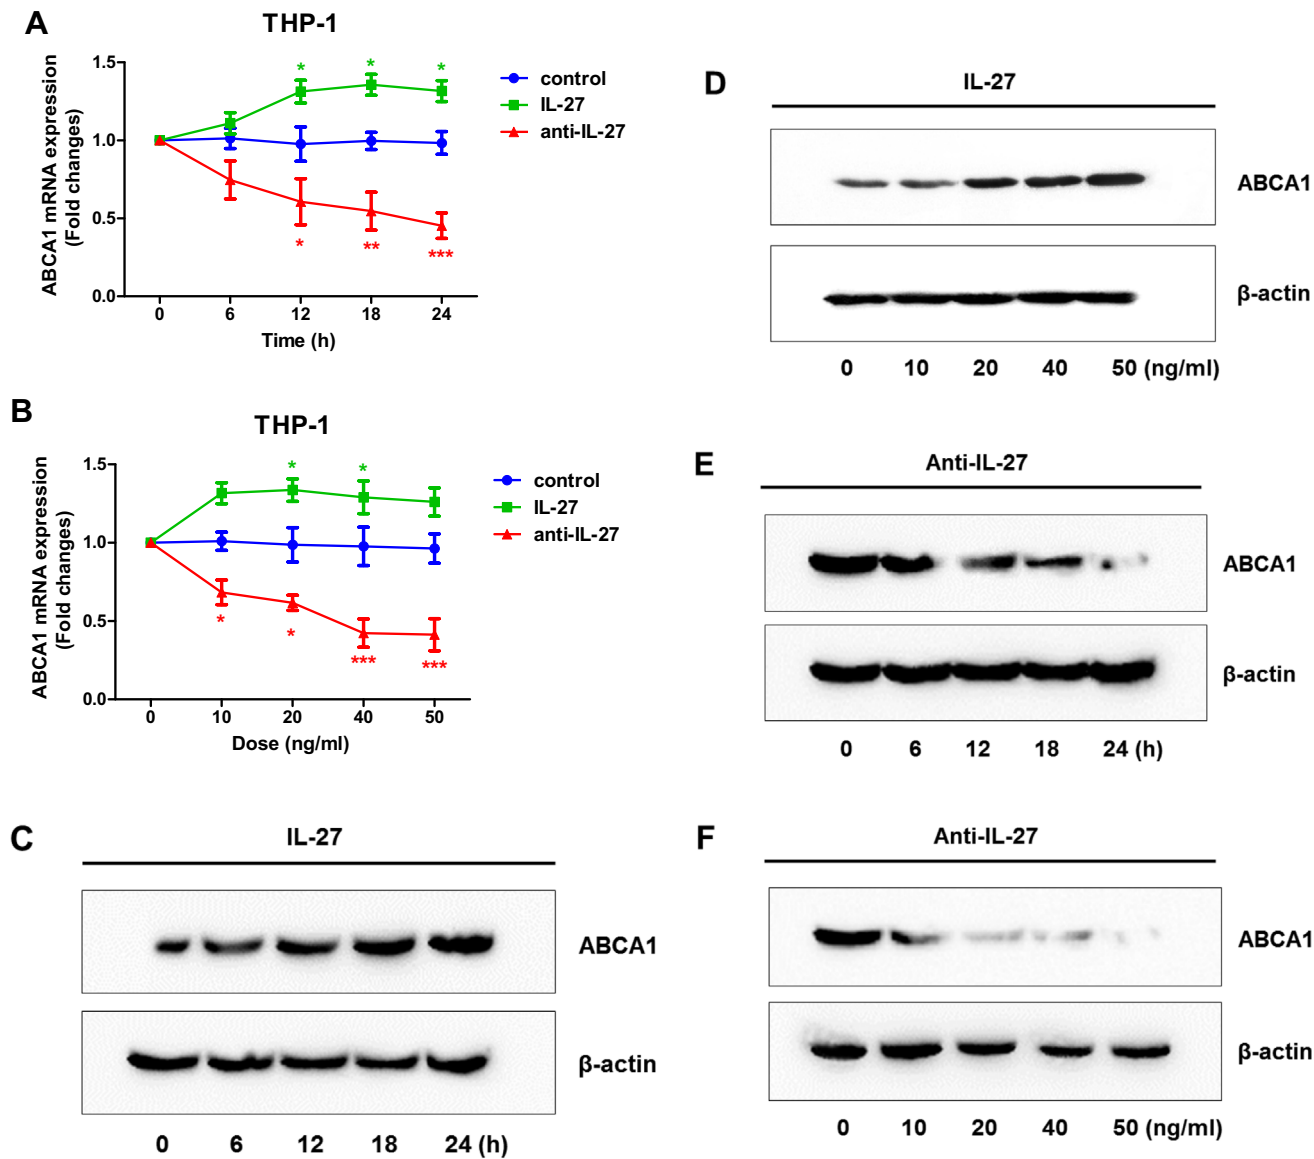 A
THP-1
ABCA1 mRNA expression
(Fold changes)
1.5
1.0
0.5
0.0
* * *
* ** ***
0 6 12 18 24
Time (h)
control
IL-27
anti-IL-27
B
THP-1
ABCA1 mRNA expression
(Fold changes)
1.5
1.0
0.5
0.0
* *
* * *** ***
0 10 20 40 50
Dose (ng/ml)
control
IL-27
anti-IL-27
C
IL-27
ABCA1
β-actin
0 6 12 18 24 (h)
D
IL-27
ABCA1
β-actin
0 10 20 40 50 (ng/ml)
E
Anti-IL-27
ABCA1
β-actin
0 6 12 18 24 (h)
F
Anti-IL-27
ABCA1
β-actin
0 10 20 40 50 (ng/ml)